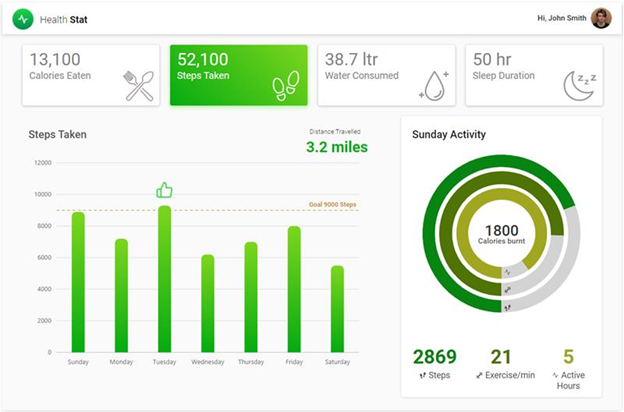 Health Stat
Hi, John Smith
13,100
Calories Eaten
52,100
Steps Taken
38.7 ltr
Water Consumed
50 hr
Sleep Duration
z z z
Steps Taken
Distance Travelled
3.2 miles
12000
10000
Goal 9000 Steps
8000
6000
4000
2000
0
Sunday Monday Tuesday Wednesday Thursday Friday Saturday
Sunday Activity
1800
Calories burnt
2869
Steps
21
Exercise/min
5
Active
Hours